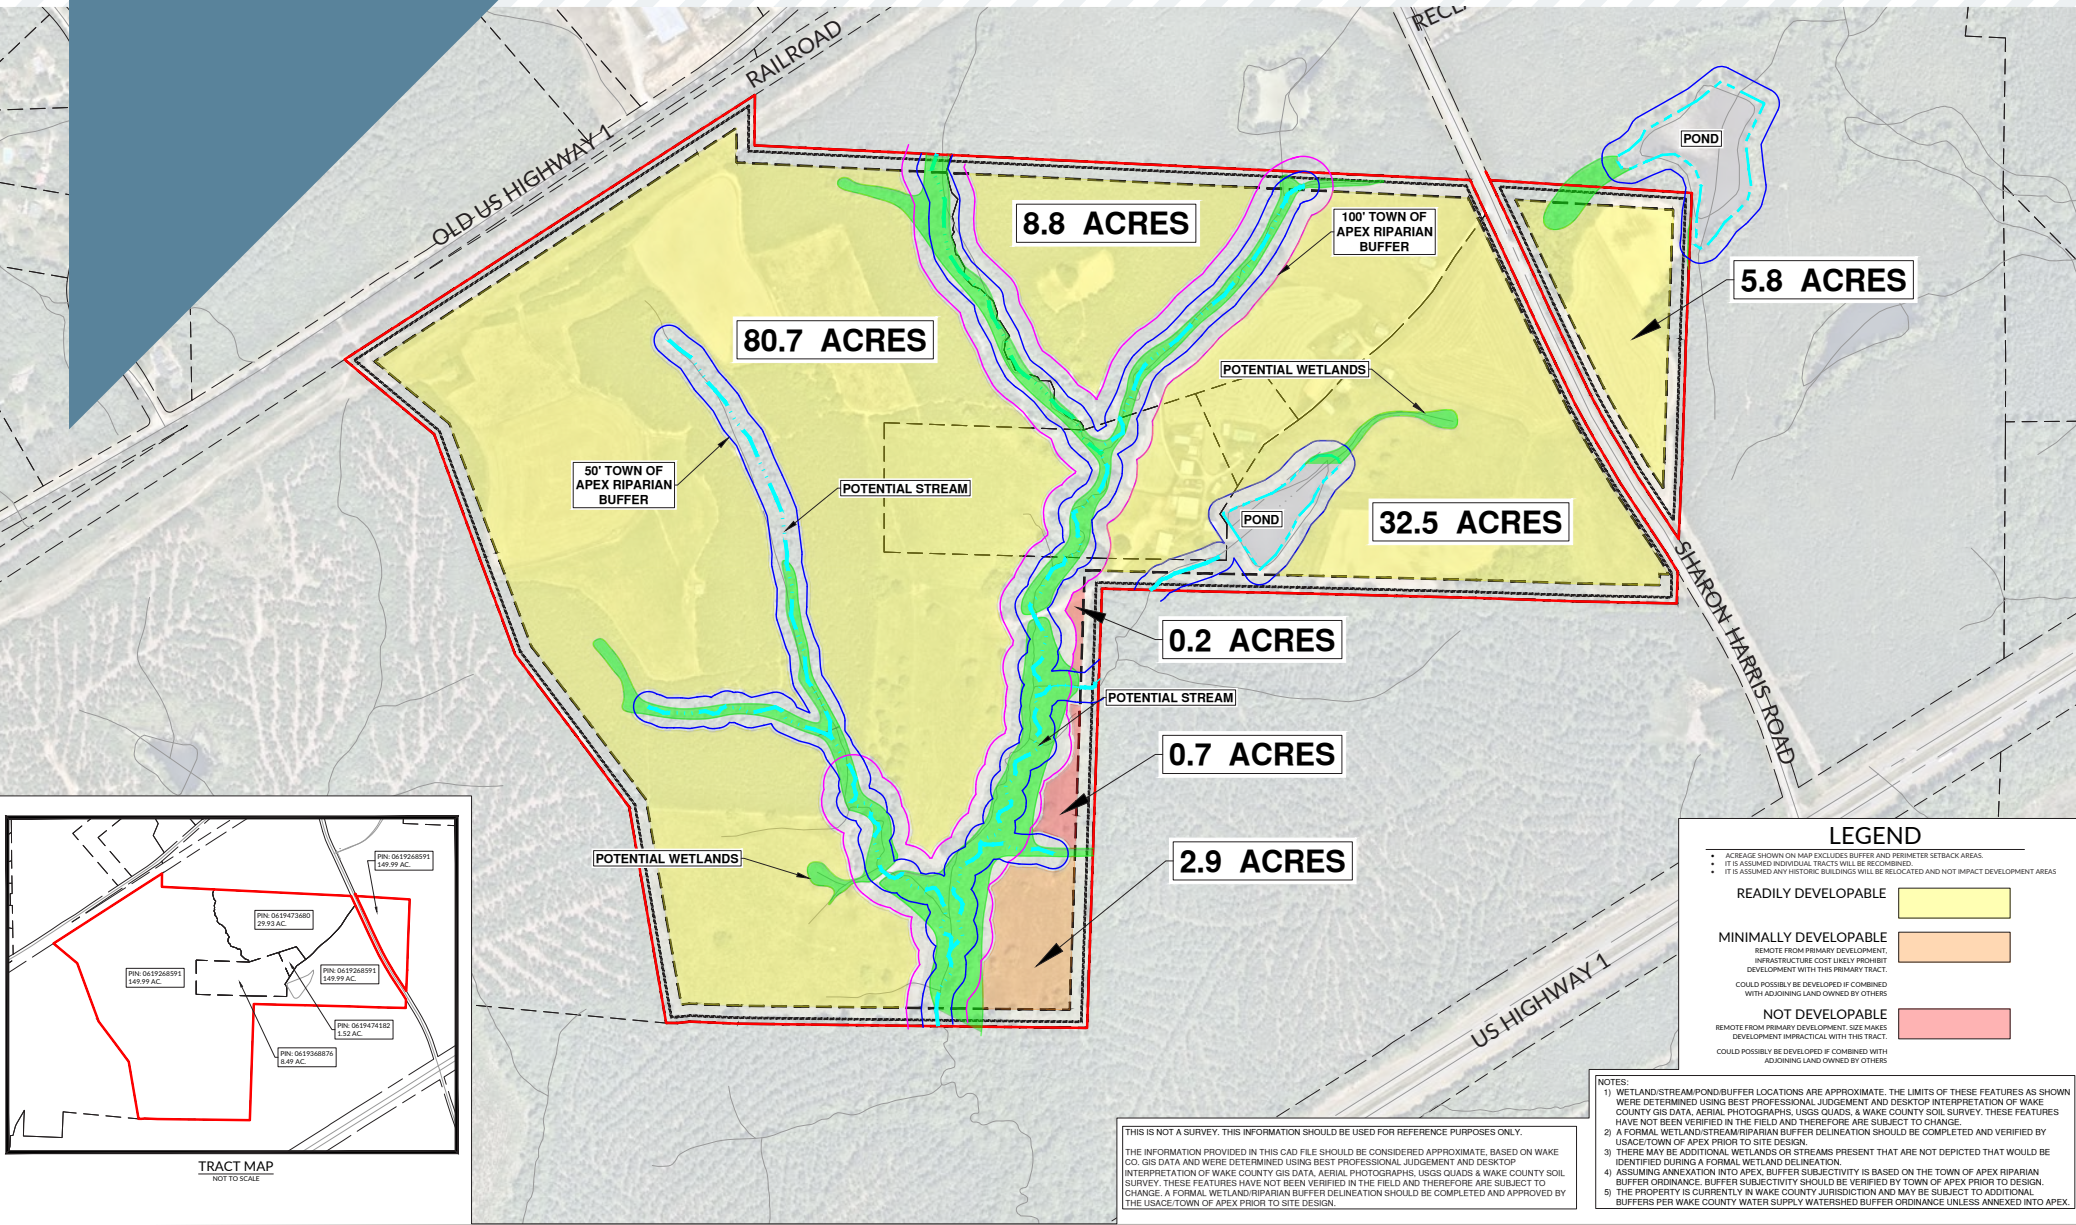 RAILROAD
OLD US HIGHWAY 1
POND
8.8 ACRES
100' TOWN OF
APEX RIPARIAN
BUFFER
5.8 ACRES
80.7 ACRES
POTENTIAL WETLANDS
50' TOWN OF
APEX RIPARIAN
BUFFER
POTENTIAL STREAM
POND
32.5 ACRES
SHARON HARRIS ROAD
0.2 ACRES
POTENTIAL STREAM
0.7 ACRES
POTENTIAL WETLANDS
2.9 ACRES
US HIGHWAY 1
PIN: 0619268591
149.99 AC.
PIN: 0619473680
29.93 AC.
PIN: 0619268591
149.99 AC.
PIN: 0619268591
149.99 AC.
PIN: 0619474182
1.52 AC.
PIN: 0619368876
8.49 AC.
TRACT MAP
NOT TO SCALE
LEGEND
• ACREAGE SHOWN ON MAP EXCLUDES BUFFER AND PERIMETER SETBACK AREAS.
• IT IS ASSUMED INDIVIDUAL TRACTS WILL BE RECOMBINED.
• IT IS ASSUMED ANY HISTORIC BUILDINGS WILL BE RELOCATED AND NOT IMPACT DEVELOPMENT AREAS
READILY DEVELOPABLE
MINIMALLY DEVELOPABLE
REMOTE FROM PRIMARY DEVELOPMENT,
INFRASTRUCTURE COST LIKELY PROHIBIT
DEVELOPMENT WITH THIS PRIMARY TRACT.
COULD POSSIBLY BE DEVELOPED IF COMBINED
WITH ADJOINING LAND OWNED BY OTHERS
NOT DEVELOPABLE
REMOTE FROM PRIMARY DEVELOPMENT. SIZE MAKES
DEVELOPMENT IMPRACTICAL WITH THIS TRACT.
COULD POSSIBLY BE DEVELOPED IF COMBINED WITH
ADJOINING LAND OWNED BY OTHERS
THIS IS NOT A SURVEY. THIS INFORMATION SHOULD BE USED FOR REFERENCE PURPOSES ONLY.
THE INFORMATION PROVIDED IN THIS CAD FILE SHOULD BE CONSIDERED APPROXIMATE, BASED ON WAKE
CO. GIS DATA AND WERE DETERMINED USING BEST PROFESSIONAL JUDGEMENT AND DESKTOP
INTERPRETATION OF WAKE COUNTY GIS DATA, AERIAL PHOTOGRAPHS, USGS QUADS & WAKE COUNTY SOIL
SURVEY. THESE FEATURES HAVE NOT BEEN VERIFIED IN THE FIELD AND THEREFORE ARE SUBJECT TO
CHANGE. A FORMAL WETLAND/RIPARIAN BUFFER DELINEATION SHOULD BE COMPLETED AND APPROVED BY
THE USACE/TOWN OF APEX PRIOR TO SITE DESIGN.
NOTES:
1) WETLAND/STREAM/POND/BUFFER LOCATIONS ARE APPROXIMATE. THE LIMITS OF THESE FEATURES AS SHOWN
WERE DETERMINED USING BEST PROFESSIONAL JUDGEMENT AND DESKTOP INTERPRETATION OF WAKE
COUNTY GIS DATA, AERIAL PHOTOGRAPHS, USGS QUADS, & WAKE COUNTY SOIL SURVEY. THESE FEATURES
HAVE NOT BEEN VERIFIED IN THE FIELD AND THEREFORE ARE SUBJECT TO CHANGE.
2) A FORMAL WETLAND/STREAM/RIPARIAN BUFFER DELINEATION SHOULD BE COMPLETED AND VERIFIED BY
USACE/TOWN OF APEX PRIOR TO SITE DESIGN.
3) THERE MAY BE ADDITIONAL WETLANDS OR STREAMS PRESENT THAT ARE NOT DEPICTED THAT WOULD BE
IDENTIFIED DURING A FORMAL WETLAND DELINEATION.
4) ASSUMING ANNEXATION INTO APEX, BUFFER SUBJECTIVITY IS BASED ON THE TOWN OF APEX RIPARIAN
BUFFER ORDINANCE. BUFFER SUBJECTIVITY SHOULD BE VERIFIED BY TOWN OF APEX PRIOR TO DESIGN.
5) THE PROPERTY IS CURRENTLY IN WAKE COUNTY JURISDICTION AND MAY BE SUBJECT TO ADDITIONAL
BUFFERS PER WAKE COUNTY WATER SUPPLY WATERSHED BUFFER ORDINANCE UNLESS ANNEXED INTO APEX.